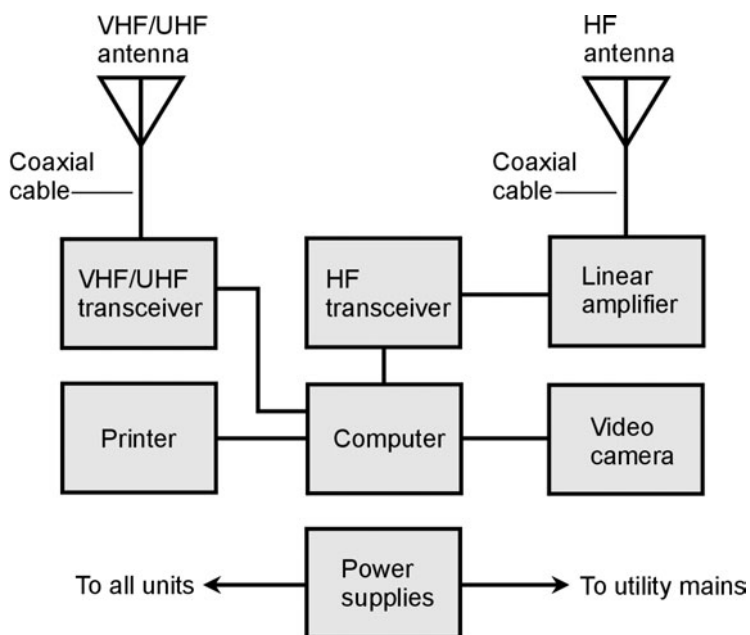 VHF/UHF
antenna
HF
antenna
Coaxial
cable
Coaxial
cable
VHF/UHF
transceiver
HF
transceiver
Linear
amplifier
Printer
Computer
Video
camera
To all units
Power
supplies
To utility mains